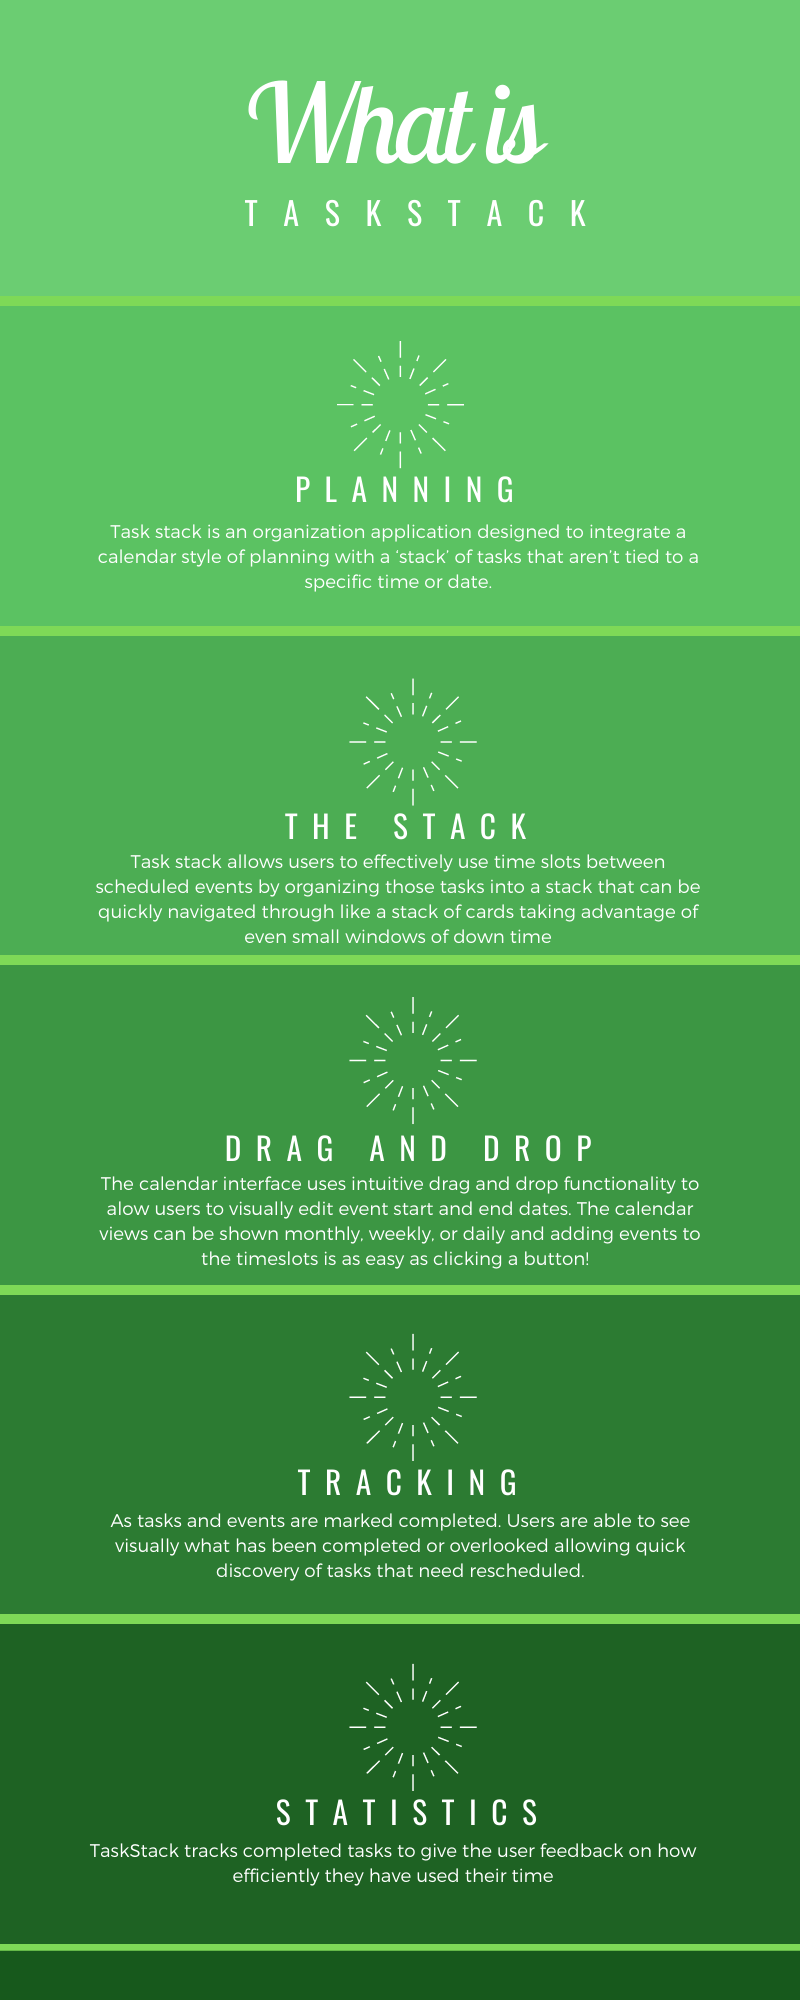 What is
TASKSTACK
PLANNING
Task stack is an organization application designed to integrate a
calendar style of planning with a ‘stack’ of tasks that aren’t tied to a
specific time or date.
THE STACK
Task stack allows users to effectively use time slots between
scheduled events by organizing those tasks into a stack that can be
quickly navigated through like a stack of cards taking advantage of
even small windows of down time
DRAG AND DROP
The calendar interface uses intuitive drag and drop functionality to
alow users to visually edit event start and end dates. The calendar
views can be shown monthly, weekly, or daily and adding events to
the timeslots is as easy as clicking a button!
TRACKING
As tasks and events are marked completed. Users are able to see
visually what has been completed or overlooked allowing quick
discovery of tasks that need rescheduled.
STATISTICS
TaskStack tracks completed tasks to give the user feedback on how
efficiently they have used their time